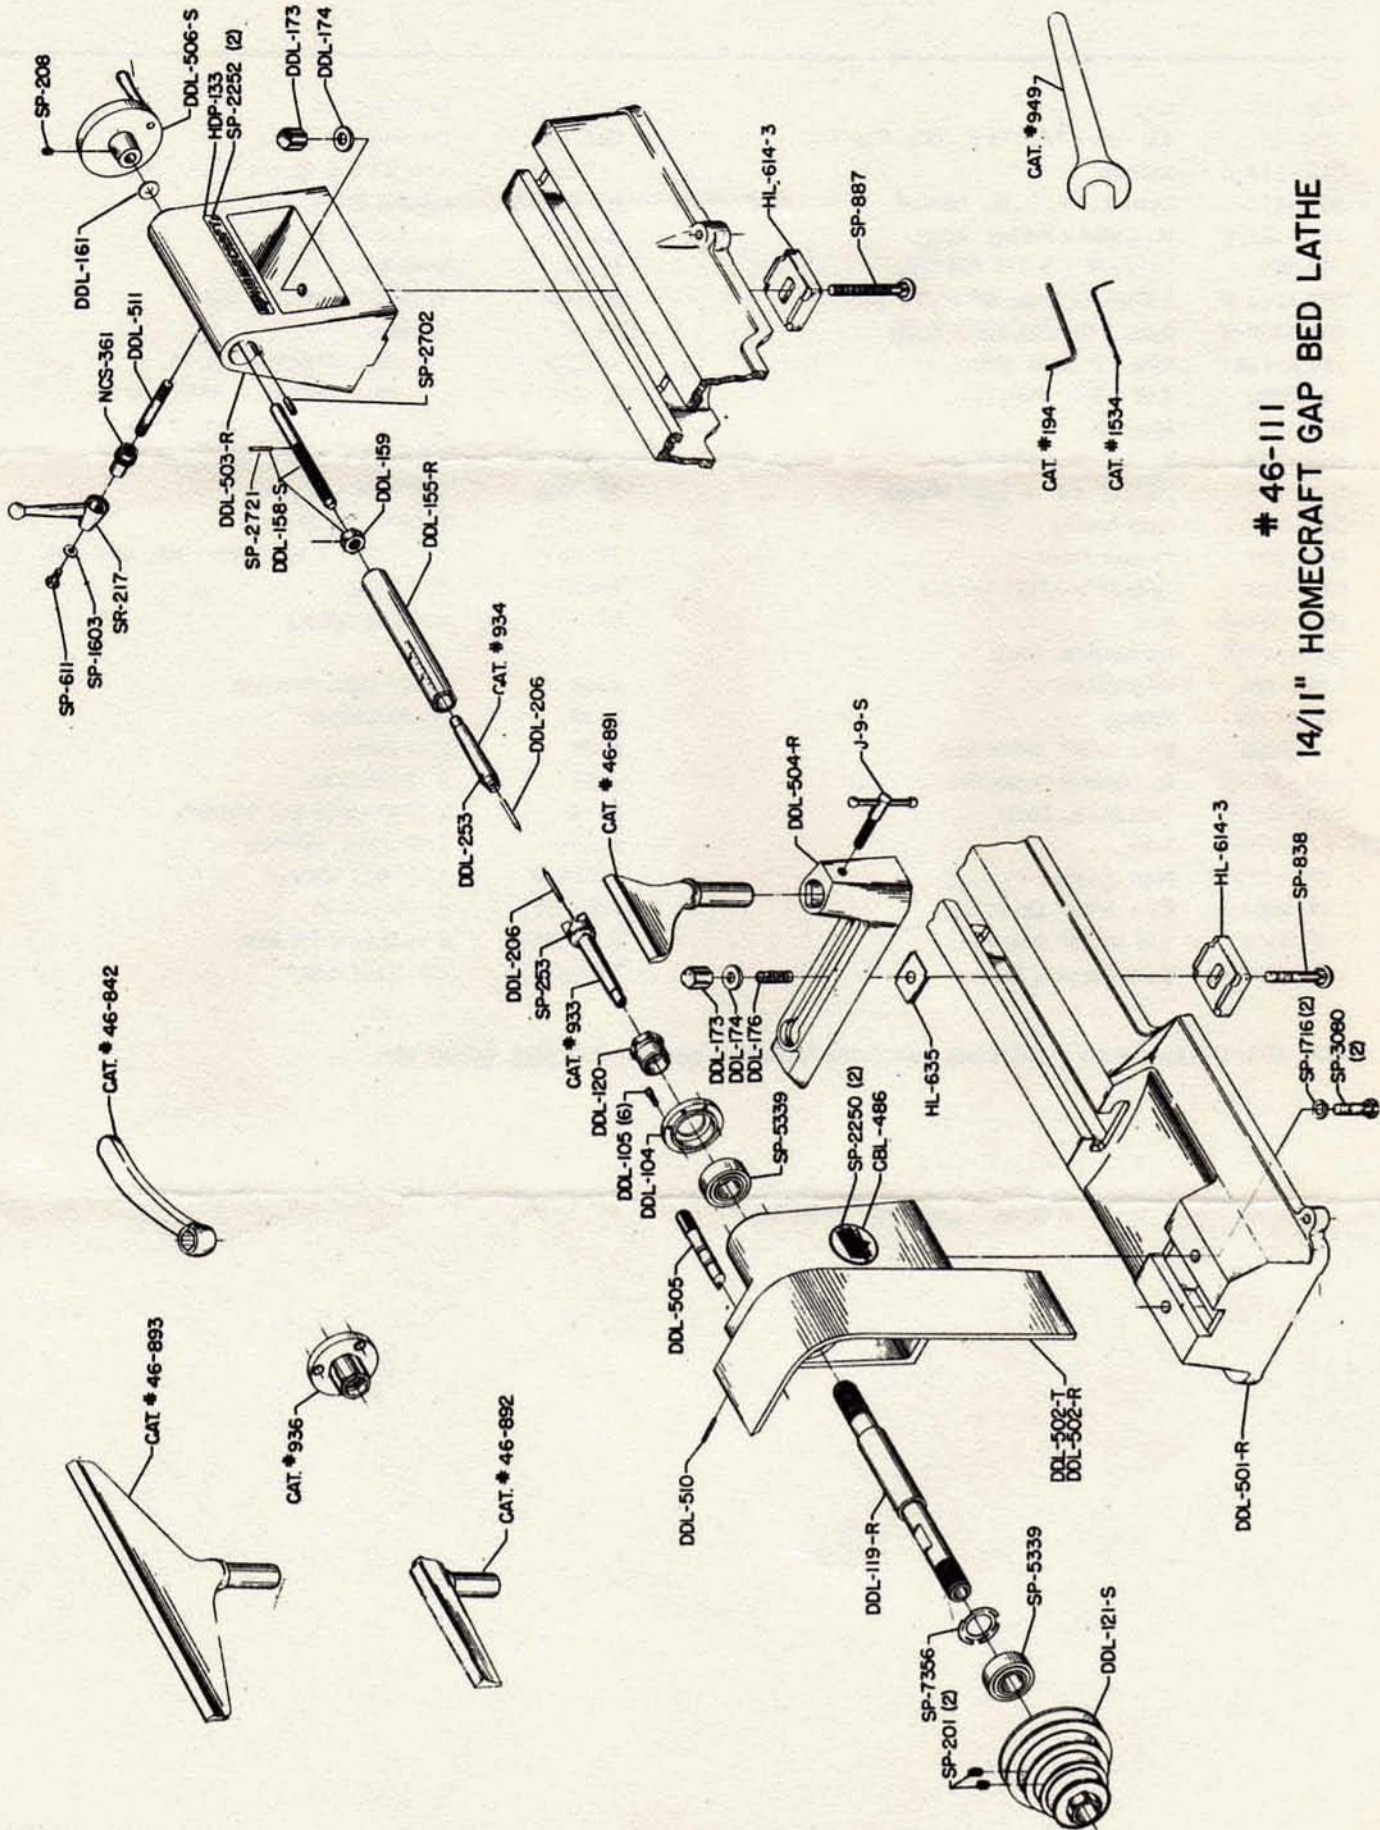 SP-208
DDL-506-S
HDP-133
SP-2252 (2)
DDL-173
DDL-174
DDL-161
DDL-511
NCS-361
SP-611
SP-1603
SR-217
DDL-503-R
SP-2721
DDL-158-S
DDL-159
SP-2702
DDL-155-R
CAT. #934
DDL-253
DDL-206
HL-614-3
SP-887
CAT. #949
CAT. #194
CAT. #1534
DDL-206
SP-253
CAT. #933
DDL-120
DDL-105 (6)
DDL-104
SP-5339
CAT. # 46-891
DDL-504-R
J-9-S
DDL-173
DDL-174
DDL-176
HL-635
HL-614-3
SP-838
SP-1716 (2)
SP-3080
(2)
SP-2250 (2)
CBL-486
DDL-505
DDL-510
DDL-502-T
DDL-502-R
DDL-501-R
DDL-119-R
SP-7356
SP-201 (2)
SP-5339
DDL-121-S
CAT. # 46-842
CAT. # 46-893
CAT. #936
CAT. # 46-892
# 46-111
14/11" HOMECRAFT GAP BED LATHE